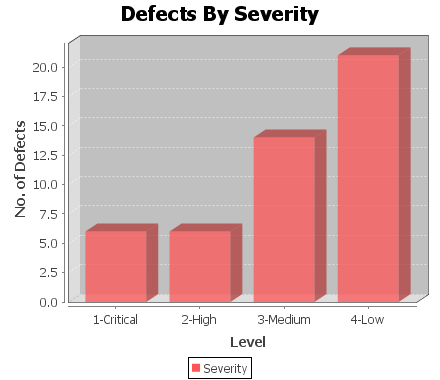 Defects By Severity
No. of Defects
20.0
17.5
15.0
12.5
10.0
7.5
5.0
2.5
0.0
1-Critical 2-High 3-Medium 4-Low
Level
Severity